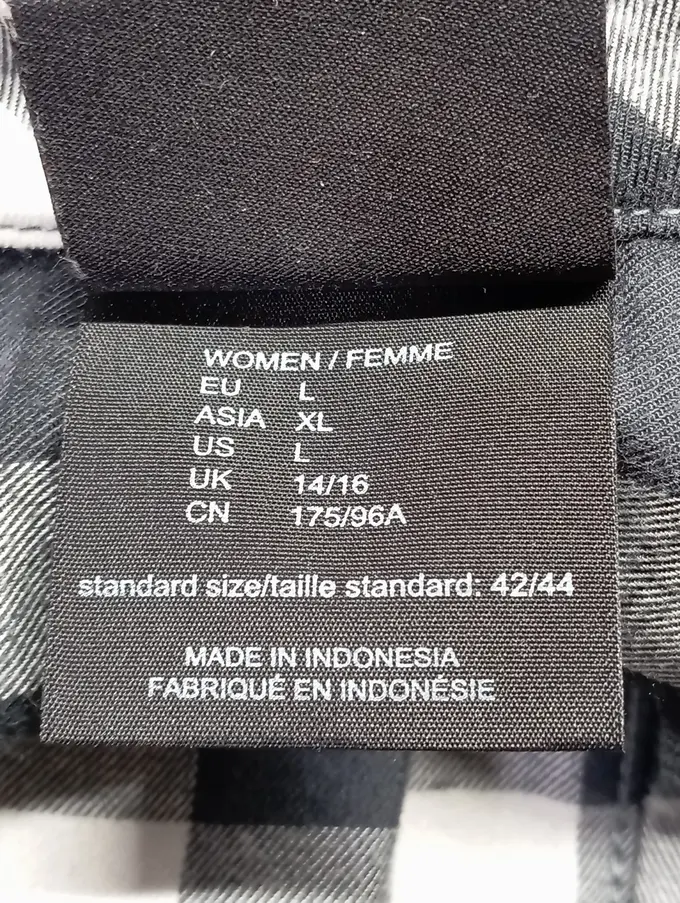 WOMEN / FEMME
EU L
ASIA XL
US L
UK 14/16
CN 175/96A
standard size/taille standard: 42/44
MADE IN INDONESIA
FABRIQUÉ EN INDONÉSIE